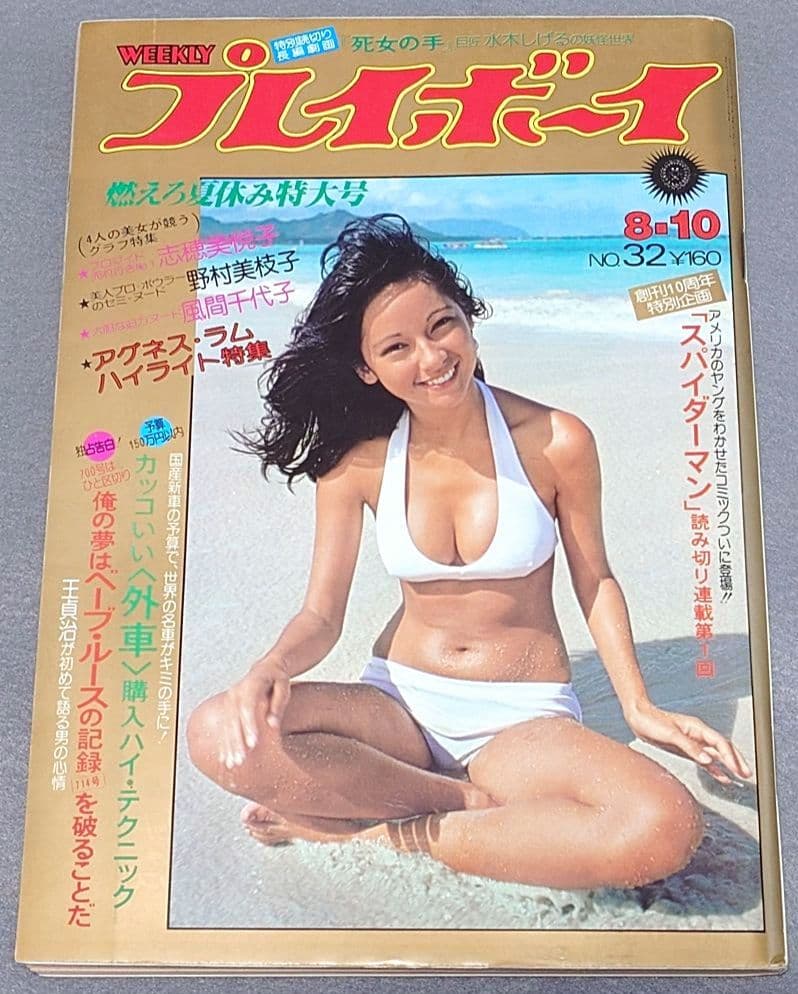 特別読切り
長編劇画
「死女の手」巨匠 水木しげるの妖怪世界
WEEKLY
プレイボーイ
燃えろ夏休み特大号
8・10
NO.32 ¥160
(4人の美女が競う)
グラフ特集
志穂美悦子
★美人プロ・ボウラー
のセミ・ヌード
野村美枝子
風間千代子
★アグネス・ラム
ハイライト特集
創刊10周年
特別企画
アメリカのヤングをわかせたコミックついに登場!!
「スパイダーマン」読み切り連載第1回
予算
150万円以内
国産新車の予算で、世界の名車がキミの手に!
カッコいい〈外車〉購入ハイ・テクニック
独占告白!
700号は
ひと区切り
俺の夢はベーブ・ルースの記録(714号)を破ることだ
王貞治が初めて語る男の心情